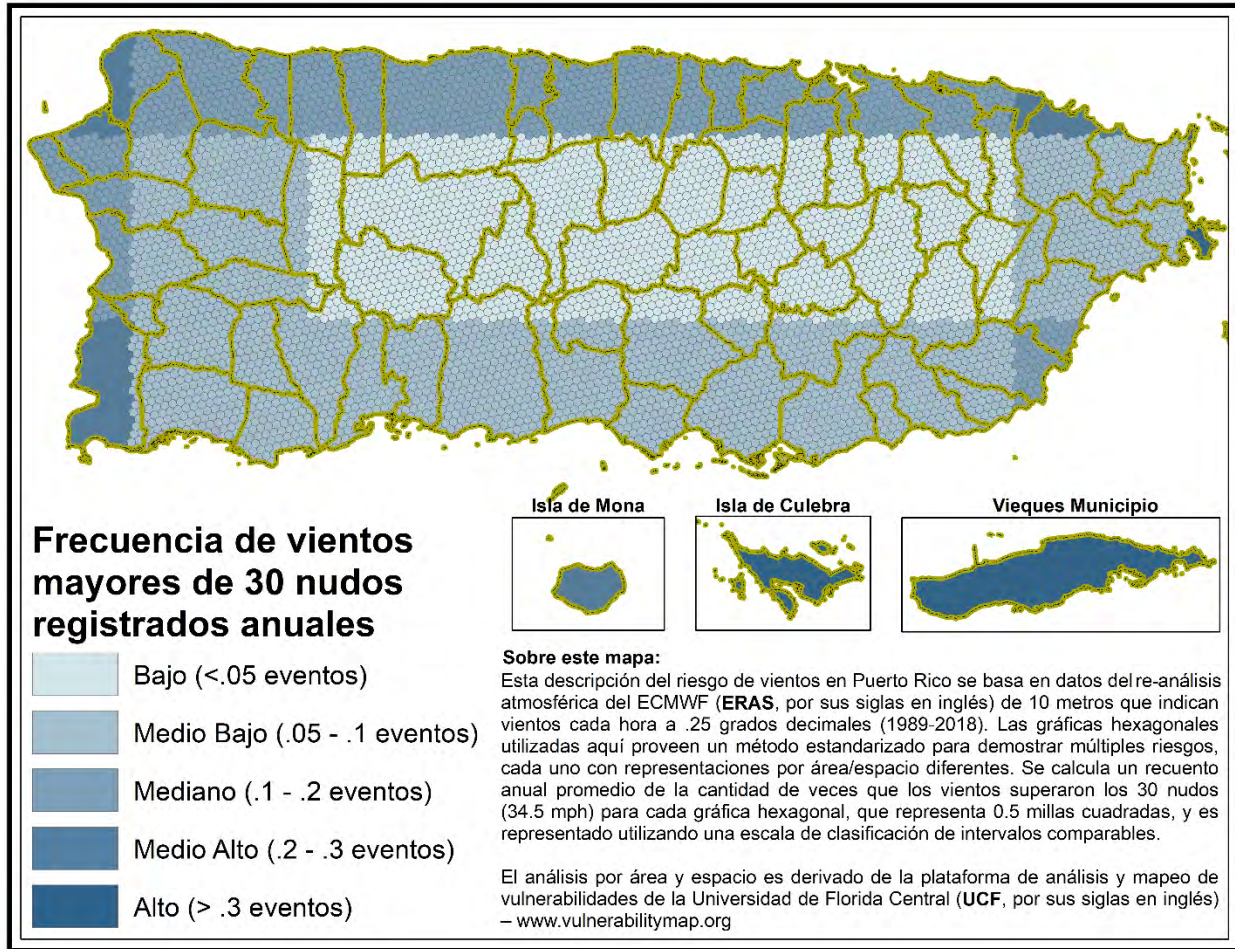 Isla de Mona
Isla de Culebra
Vieques Municipio
Frecuencia de vientos
mayores de 30 nudos
registrados anuales
Bajo (<.05 eventos)
Medio Bajo (.05 - .1 eventos)
Mediano (.1 - .2 eventos)
Medio Alto (.2 - .3 eventos)
Alto (> .3 eventos)
Sobre este mapa:
Esta descripción del riesgo de vientos en Puerto Rico se basa en datos del re-análisis
atmosférica del ECMWF (ERAS, por sus siglas en inglés) de 10 metros que indican
vientos cada hora a .25 grados decimales (1989-2018). Las gráficas hexagonales
utilizadas aquí proveen un método estandarizado para demostrar múltiples riesgos,
cada uno con representaciones por área/espacio diferentes. Se calcula un recuento
anual promedio de la cantidad de veces que los vientos superaron los 30 nudos
(34.5 mph) para cada gráfica hexagonal, que representa 0.5 millas cuadradas, y es
representado utilizando una escala de clasificación de intervalos comparables.
El análisis por área y espacio es derivado de la plataforma de análisis y mapeo de
vulnerabilidades de la Universidad de Florida Central (UCF, por sus siglas en inglés)
– www.vulnerabilitymap.org